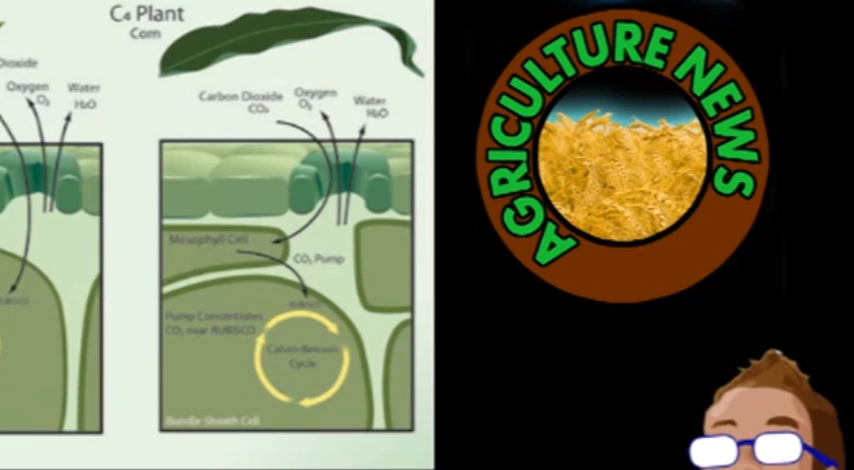 C₄ Plant
Corn
Dioxide
Oxygen
O₂
Water
H₂O
Carbon Dioxide
CO₂
Oxygen
O₂
Water
H₂O
Mesophyll Cell
CO₂ Pump
RUBISCO
RUBISCO
Pump Concentrates
CO₂ near RUBISCO
Calvin-Benson
Cycle
Bundle Sheath Cell
AGRICULTURE NEWS